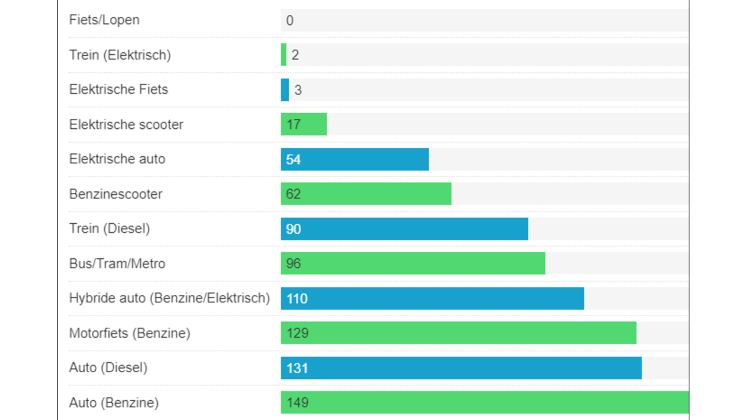 Fiets/Lopen 0
Trein (Elektrisch) 2
Elektrische Fiets 3
Elektrische scooter 17
Elektrische auto 54
Benzinescooter 62
Trein (Diesel) 90
Bus/Tram/Metro 96
Hybride auto (Benzine/Elektrisch) 110
Motorfiets (Benzine) 129
Auto (Diesel) 131
Auto (Benzine) 149